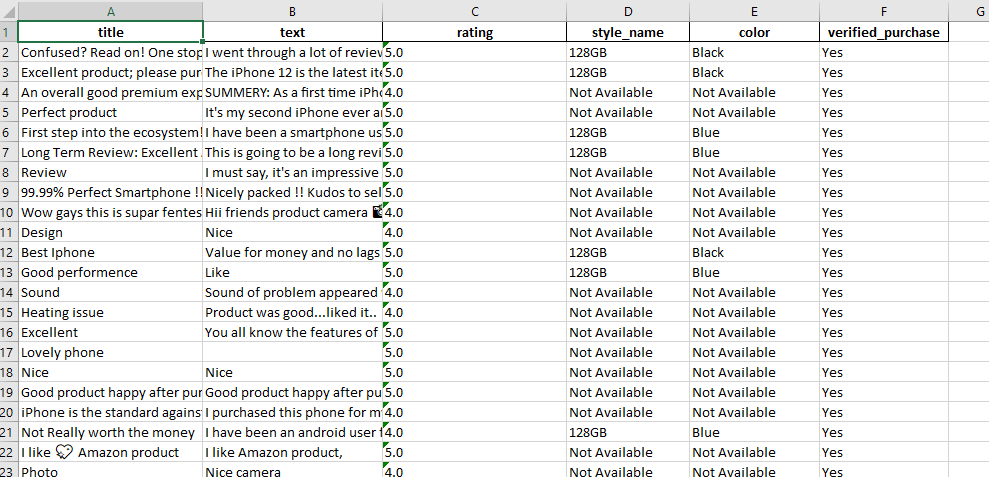 A B C D E F G
1 title text rating style_name color verified_purchase
2 Confused? Read on! One stop I went through a lot of review 5.0 128GB Black Yes
3 Excellent product; please pur The iPhone 12 is the latest ite 5.0 128GB Black Yes
4 An overall good premium exp SUMMERY: As a first time iPho 4.0 Not Available Not Available Yes
5 Perfect product It's my second iPhone ever a 5.0 Not Available Not Available Yes
6 First step into the ecosystem! I have been a smartphone us 5.0 128GB Blue Yes
7 Long Term Review: Excellent This is going to be a long revi 5.0 128GB Blue Yes
8 Review I must say, it's an impressive 5.0 Not Available Not Available Yes
9 99.99% Perfect Smartphone !! Nicely packed !! Kudos to sel 5.0 Not Available Not Available Yes
10 Wow gays this is supar fentes Hii friends product camera 4.0 Not Available Not Available Yes
11 Design Nice 4.0 Not Available Not Available Yes
12 Best Iphone Value for money and no lags 5.0 128GB Black Yes
13 Good performence Like 5.0 128GB Blue Yes
14 Sound Sound of problem appeared 4.0 Not Available Not Available Yes
15 Heating issue Product was good...liked it.. 4.0 Not Available Not Available Yes
16 Excellent You all know the features of 5.0 Not Available Not Available Yes
17 Lovely phone 5.0 Not Available Not Available Yes
18 Nice Nice 5.0 Not Available Not Available Yes
19 Good product happy after pur Good product happy after pu 5.0 Not Available Not Available Yes
20 iPhone is the standard agains I purchased this phone for m 4.0 Not Available Not Available Yes
21 Not Really worth the money I have been an android user 4.0 128GB Blue Yes
22 I like 💘 Amazon product I like Amazon product, 5.0 Not Available Not Available Yes
23 Photo Nice camera 4.0 Not Available Not Available Yes